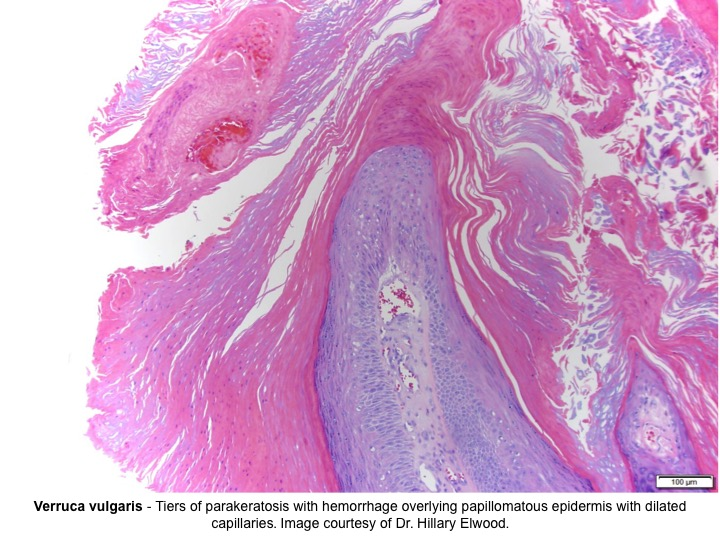 100 μm
Verruca vulgaris - Tiers of parakeratosis with hemorrhage overlying papillomatous epidermis with dilated
capillaries. Image courtesy of Dr. Hillary Elwood.